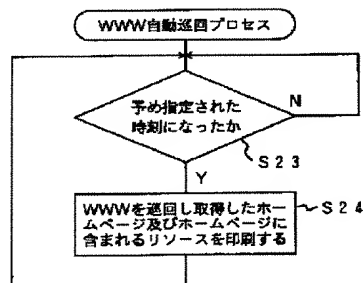 WWW自動巡回プロセス
予め指定された
時刻になったか
N
S23
Y
WWWを巡回し取得したホー
ムページ及びホームページに
含まれるリソースを印刷する
S24